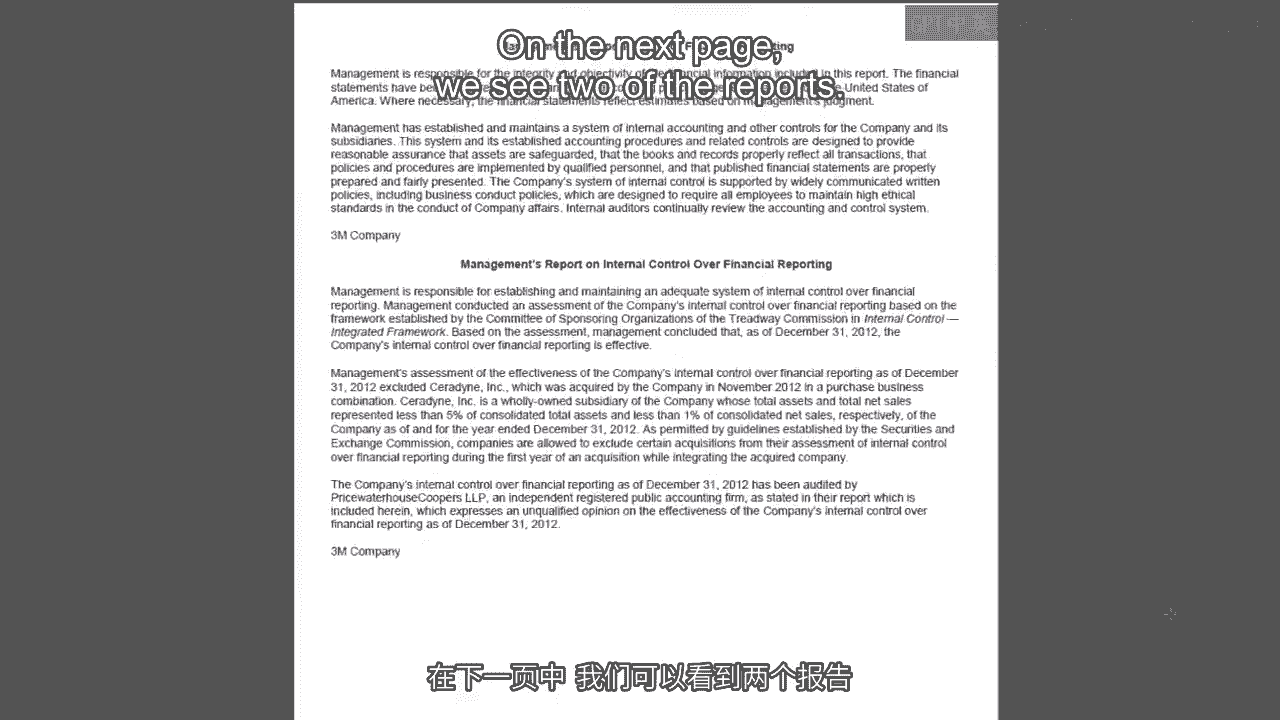 On the next page,
we see two of the reports.
Management is responsible for the integrity and objectivity of the financial information included in this report. The financial
statements have been United States of
America. Where necessary, the financial statements reflect estimates based on management's judgment.
Management has established and maintains a system of internal accounting and other controls for the Company and its
subsidiaries. This system and its established accounting procedures and related controls are designed to provide
reasonable assurance that assets are safeguarded, that the books and records properly reflect all transactions, that
policies and procedures are implemented by qualified personnel, and that published financial statements are properly
prepared and fairly presented. The Company's system of internal control is supported by widely communicated written
policies, including business conduct policies, which are designed to require all employees to maintain high ethical
standards in the conduct of Company affairs. Internal auditors continually review the accounting and control system.
3M Company
Management's Report on Internal Control Over Financial Reporting
Management is responsible for establishing and maintaining an adequate system of internal control over financial
reporting. Management conducted an assessment of the Company's internal control over financial reporting based on the
framework established by the Committee of Sponsoring Organizations of the Treadway Commission in Internal Control —
Integrated Framework. Based on the assessment, management concluded that, as of December 31, 2012, the
Company's internal control over financial reporting is effective.
Management's assessment of the effectiveness of the Company's internal control over financial reporting as of December
31, 2012 excluded Ceradyne, Inc., which was acquired by the Company in November 2012 in a purchase business
combination. Ceradyne, Inc. is a wholly-owned subsidiary of the Company whose total assets and total net sales
represented less than 5% of consolidated total assets and less than 1% of consolidated net sales, respectively, of the
Company as of and for the year ended December 31, 2012. As permitted by guidelines established by the Securities and
Exchange Commission, companies are allowed to exclude certain acquisitions from their assessment of internal control
over financial reporting during the first year of an acquisition while integrating the acquired company.
The Company's internal control over financial reporting as of December 31, 2012 has been audited by
PricewaterhouseCoopers LLP, an independent registered public accounting firm, as stated in their report which is
included herein, which expresses an unqualified opinion on the effectiveness of the Company's internal control over
financial reporting as of December 31, 2012.
3M Company
在下一页中 我们可以看到两个报告